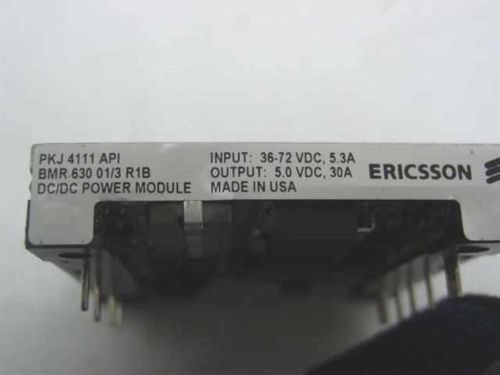 PKJ 4111 API
BMR 630 01/3 R1B
DC/DC POWER MODULE
INPUT: 36-72 VDC, 5.3A
OUTPUT: 5.0 VDC, 30A
MADE IN USA
ERICSSON